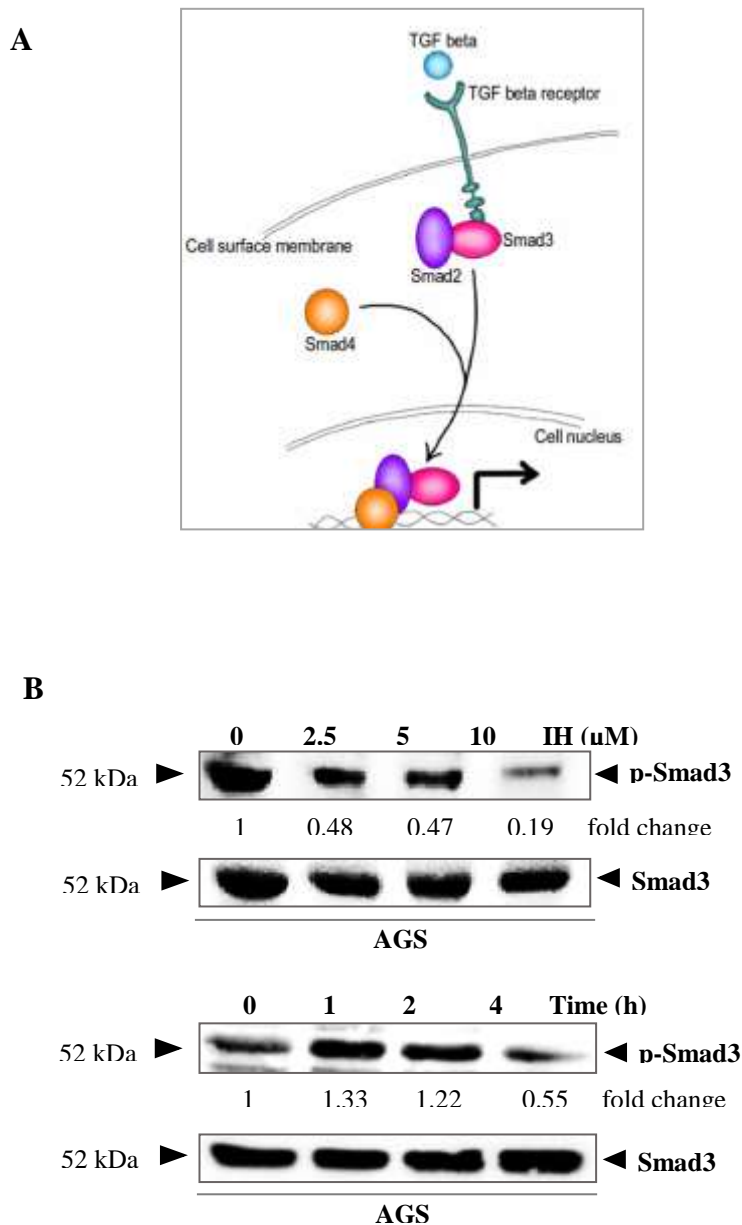 A
TGF beta
TGF beta receptor
Cell surface membrane
Smad3
Smad2
Smad4
Cell nucleus
B
0 2.5 5 10 IH (µM)
52 kDa p-Smad3
1 0.48 0.47 0.19 fold change
52 kDa Smad3
AGS
0 1 2 4 Time (h)
52 kDa p-Smad3
1 1.33 1.22 0.55 fold change
52 kDa Smad3
AGS